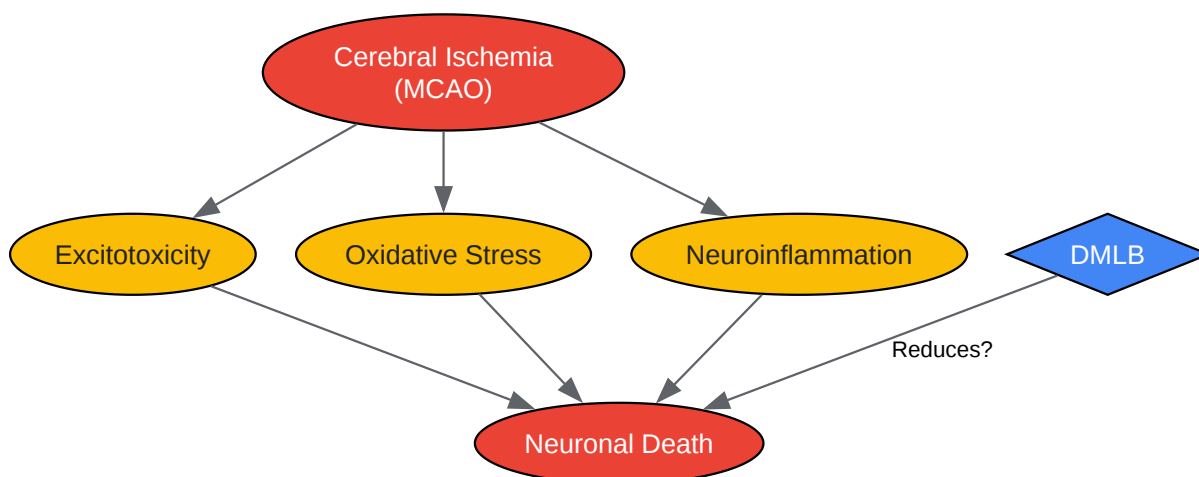 Cerebral Ischemia
(MCAO)
Excitotoxicity
Oxidative Stress
Neuroinflammation
DMLB
Reduces?
Neuronal Death